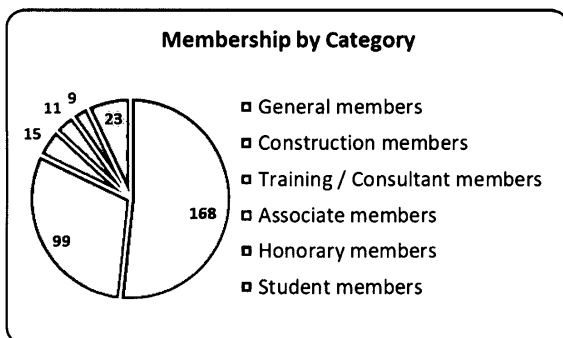 Membership by Category
9
11
23
15
168
99
General members
Construction members
Training / Consultant members
Associate members
Honorary members
Student members